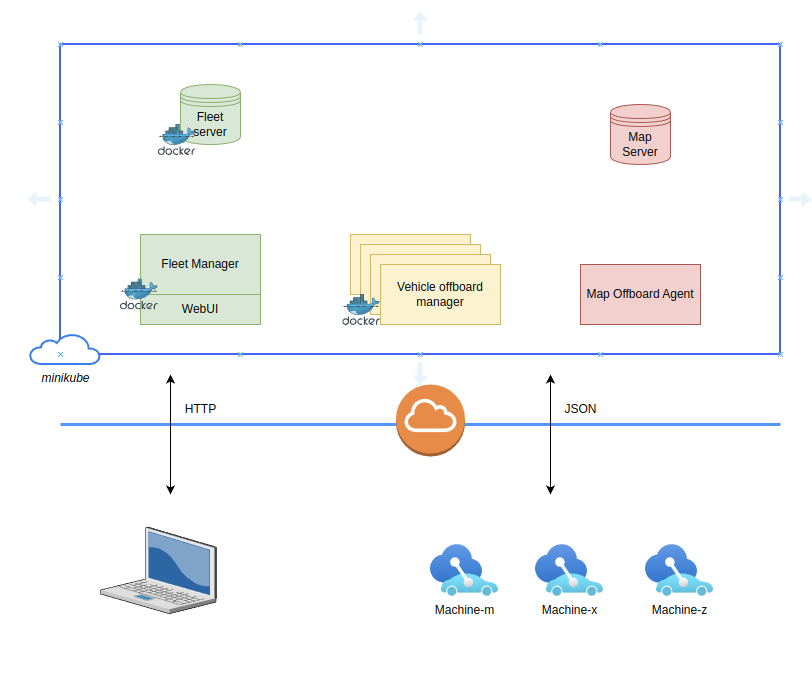 Fleet
server
docker
Map
Server
Fleet Manager
WebUI
docker
Vehicle offboard
manager
docker
Map Offboard Agent
minikube
HTTP
JSON
Machine-m
Machine-x
Machine-z